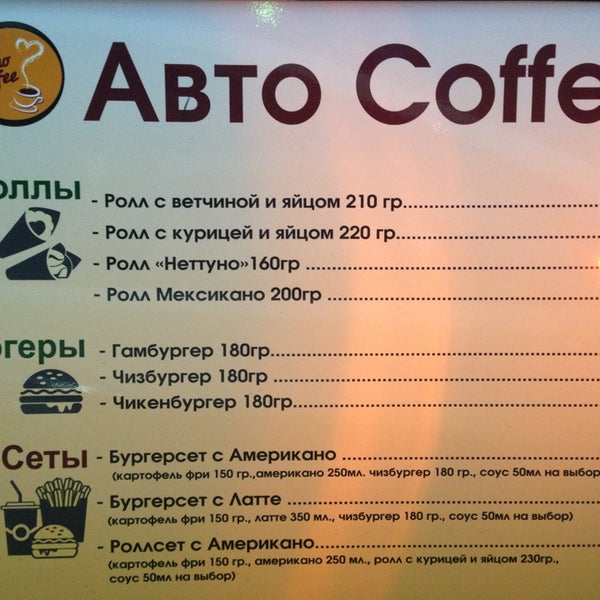 Авто Coffe
оллы
- Ролл с ветчиной и яйцом 210 гр
- Ролл с курицей и яйцом 220 гр
- Ролл «Неттуно»160гр
- Ролл Мексикано 200гр
геры
- Гамбургер 180гр
- Чизбургер 180гр
- Чикенбургер 180гр
Сеты
- Бургерсет с Американо
(картофель фри 150 гр.,американо 250мл. чизбургер 180 гр., соус 50мл на выбор
- Бургерсет с Латте
(картофель фри 150 гр., латте 350 мл., чизбургер 180 гр., соус 50мл на выбор)
- Роллсет с Американо
(картофель фри 150 гр., американо 250 мл., ролл с курицей и яйцом 230гр.,
соус 50мл на выбор)